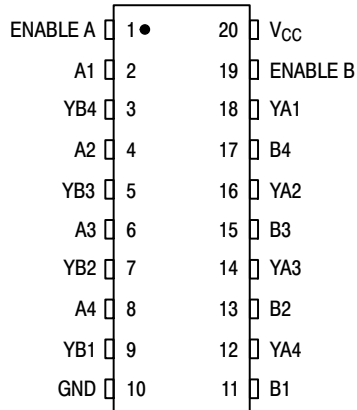 ENABLE A 1 20 VCC
A1 2 19 ENABLE B
YB4 3 18 YA1
A2 4 17 B4
YB3 5 16 YA2
A3 6 15 B3
YB2 7 14 YA3
A4 8 13 B2
YB1 9 12 YA4
GND 10 11 B1